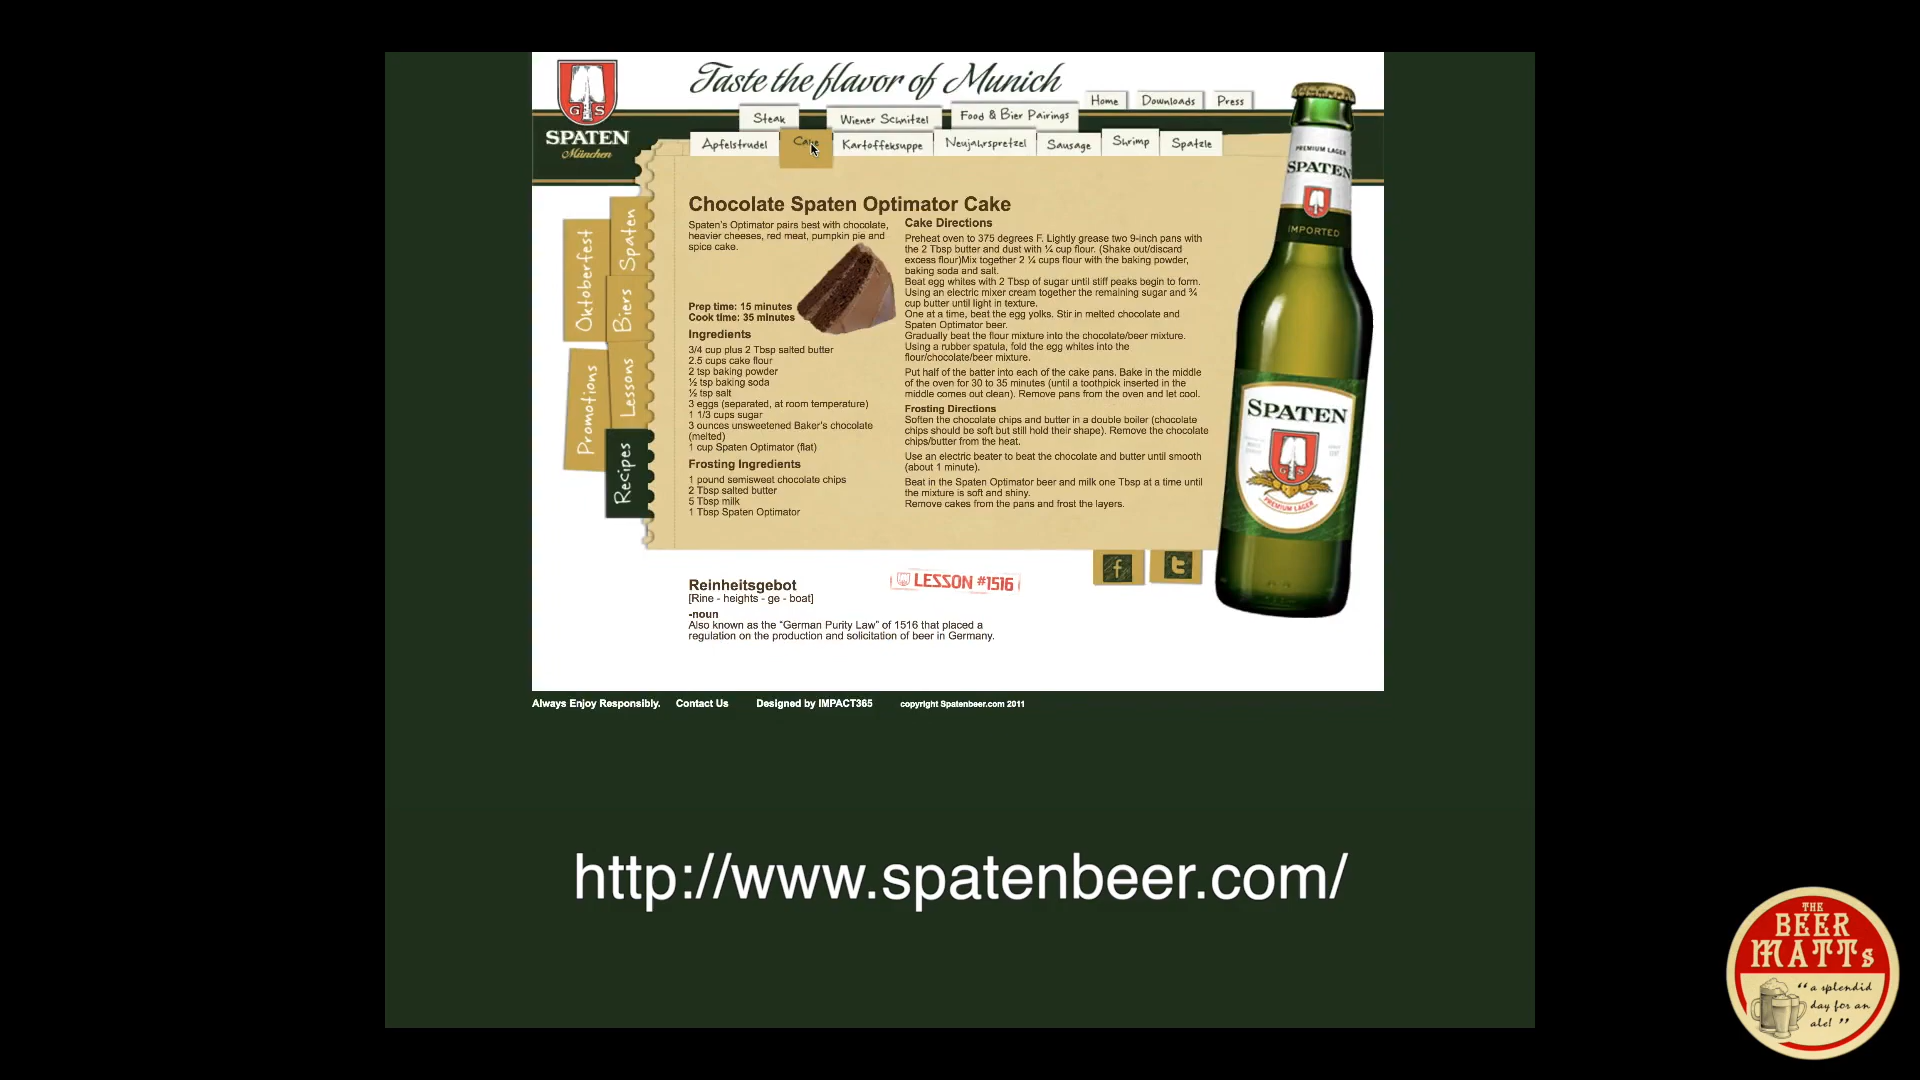 Taste the flavor of Munich
G S
SPATEN
München
Home
Downloads
Press
Steak
Wiener Schnitzel
Food & Bier Pairings
Apfelstrudel
Cake
Kartoffeksuppe
Neujahrspretzel
Sausage
Shrimp
Spatzle
Oktoberfest
Spaten
Biers
Promotions
Lessons
Recipes
Chocolate Spaten Optimator Cake
Spaten's Optimator pairs best with chocolate,
heavier cheeses, red meat, pumpkin pie and
spice cake.
Prep time: 15 minutes
Cook time: 35 minutes
Ingredients
3/4 cup plus 2 Tbsp salted butter
2.5 cups cake flour
2 tsp baking powder
½ tsp baking soda
½ tsp salt
3 eggs (separated, at room temperature)
1 1/3 cups sugar
3 ounces unsweetened Baker's chocolate
(melted)
1 cup Spaten Optimator (flat)
Frosting Ingredients
1 pound semisweet chocolate chips
2 Tbsp salted butter
5 Tbsp milk
1 Tbsp Spaten Optimator
Cake Directions
Preheat oven to 375 degrees F. Lightly grease two 9-inch pans with
the 2 Tbsp butter and dust with ¼ cup flour. (Shake out/discard
excess flour)Mix together 2 ¼ cups flour with the baking powder,
baking soda and salt.
Beat egg whites with 2 Tbsp of sugar until stiff peaks begin to form.
Using an electric mixer cream together the remaining sugar and ¾
cup butter until light in texture.
One at a time, beat the egg yolks. Stir in melted chocolate and
Spaten Optimator beer.
Gradually beat the flour mixture into the chocolate/beer mixture.
Using a rubber spatula, fold the egg whites into the
flour/chocolate/beer mixture.
Put half of the batter into each of the cake pans. Bake in the middle
of the oven for 30 to 35 minutes (until a toothpick inserted in the
middle comes out clean). Remove pans from the oven and let cool.
Frosting Directions
Soften the chocolate chips and butter in a double boiler (chocolate
chips should be soft but still hold their shape). Remove the chocolate
chips/butter from the heat.
Use an electric beater to beat the chocolate and butter until smooth
(about 1 minute).
Beat in the Spaten Optimator beer and milk one Tbsp at a time until
the mixture is soft and shiny.
Remove cakes from the pans and frost the layers.
PREMIUM LAGER
SPATEN
IMPORTED
SPATEN
G S
PREMIUM LAGER
f t
Reinheitsgebot
LESSON #1516
[Rine - heights - ge - boat]
-noun
Also known as the “German Purity Law” of 1516 that placed a
regulation on the production and solicitation of beer in Germany.
Always Enjoy Responsibly. Contact Us Designed by IMPACT365 copyright Spatenbeer.com 2011
http://www.spatenbeer.com/
THE
BEER
MATTs
“a splendid
day for an
ale!”